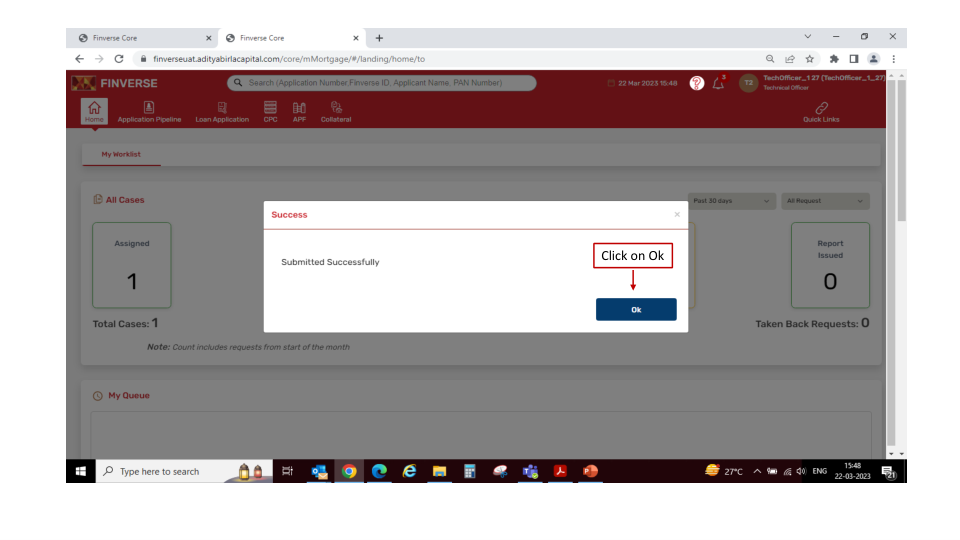 Finverse Core
Finverse Core
finverseuat.adityabirlacapital.com/core/mMortgage/#/landing/home/to
FINVERSE
Search (Application Number,Finverse ID, Applicant Name, PAN Number)
22 Mar 2023 15:48
3
T2
TechOfficer_127 (TechOfficer_1_27)
Technical Officer
Home
Application Pipeline
Loan Application
CPC
APF
Collateral
Quick Links
My Worklist
All Cases
Past 30 days
All Request
Success
Assigned
1
Submitted Successfully
Click on Ok
Ok
Report
Issued
0
Total Cases: 1
Taken Back Requests: 0
Note: Count includes requests from start of the month
My Queue
Type here to search
27°C
ENG
15:48
22-03-2023
21